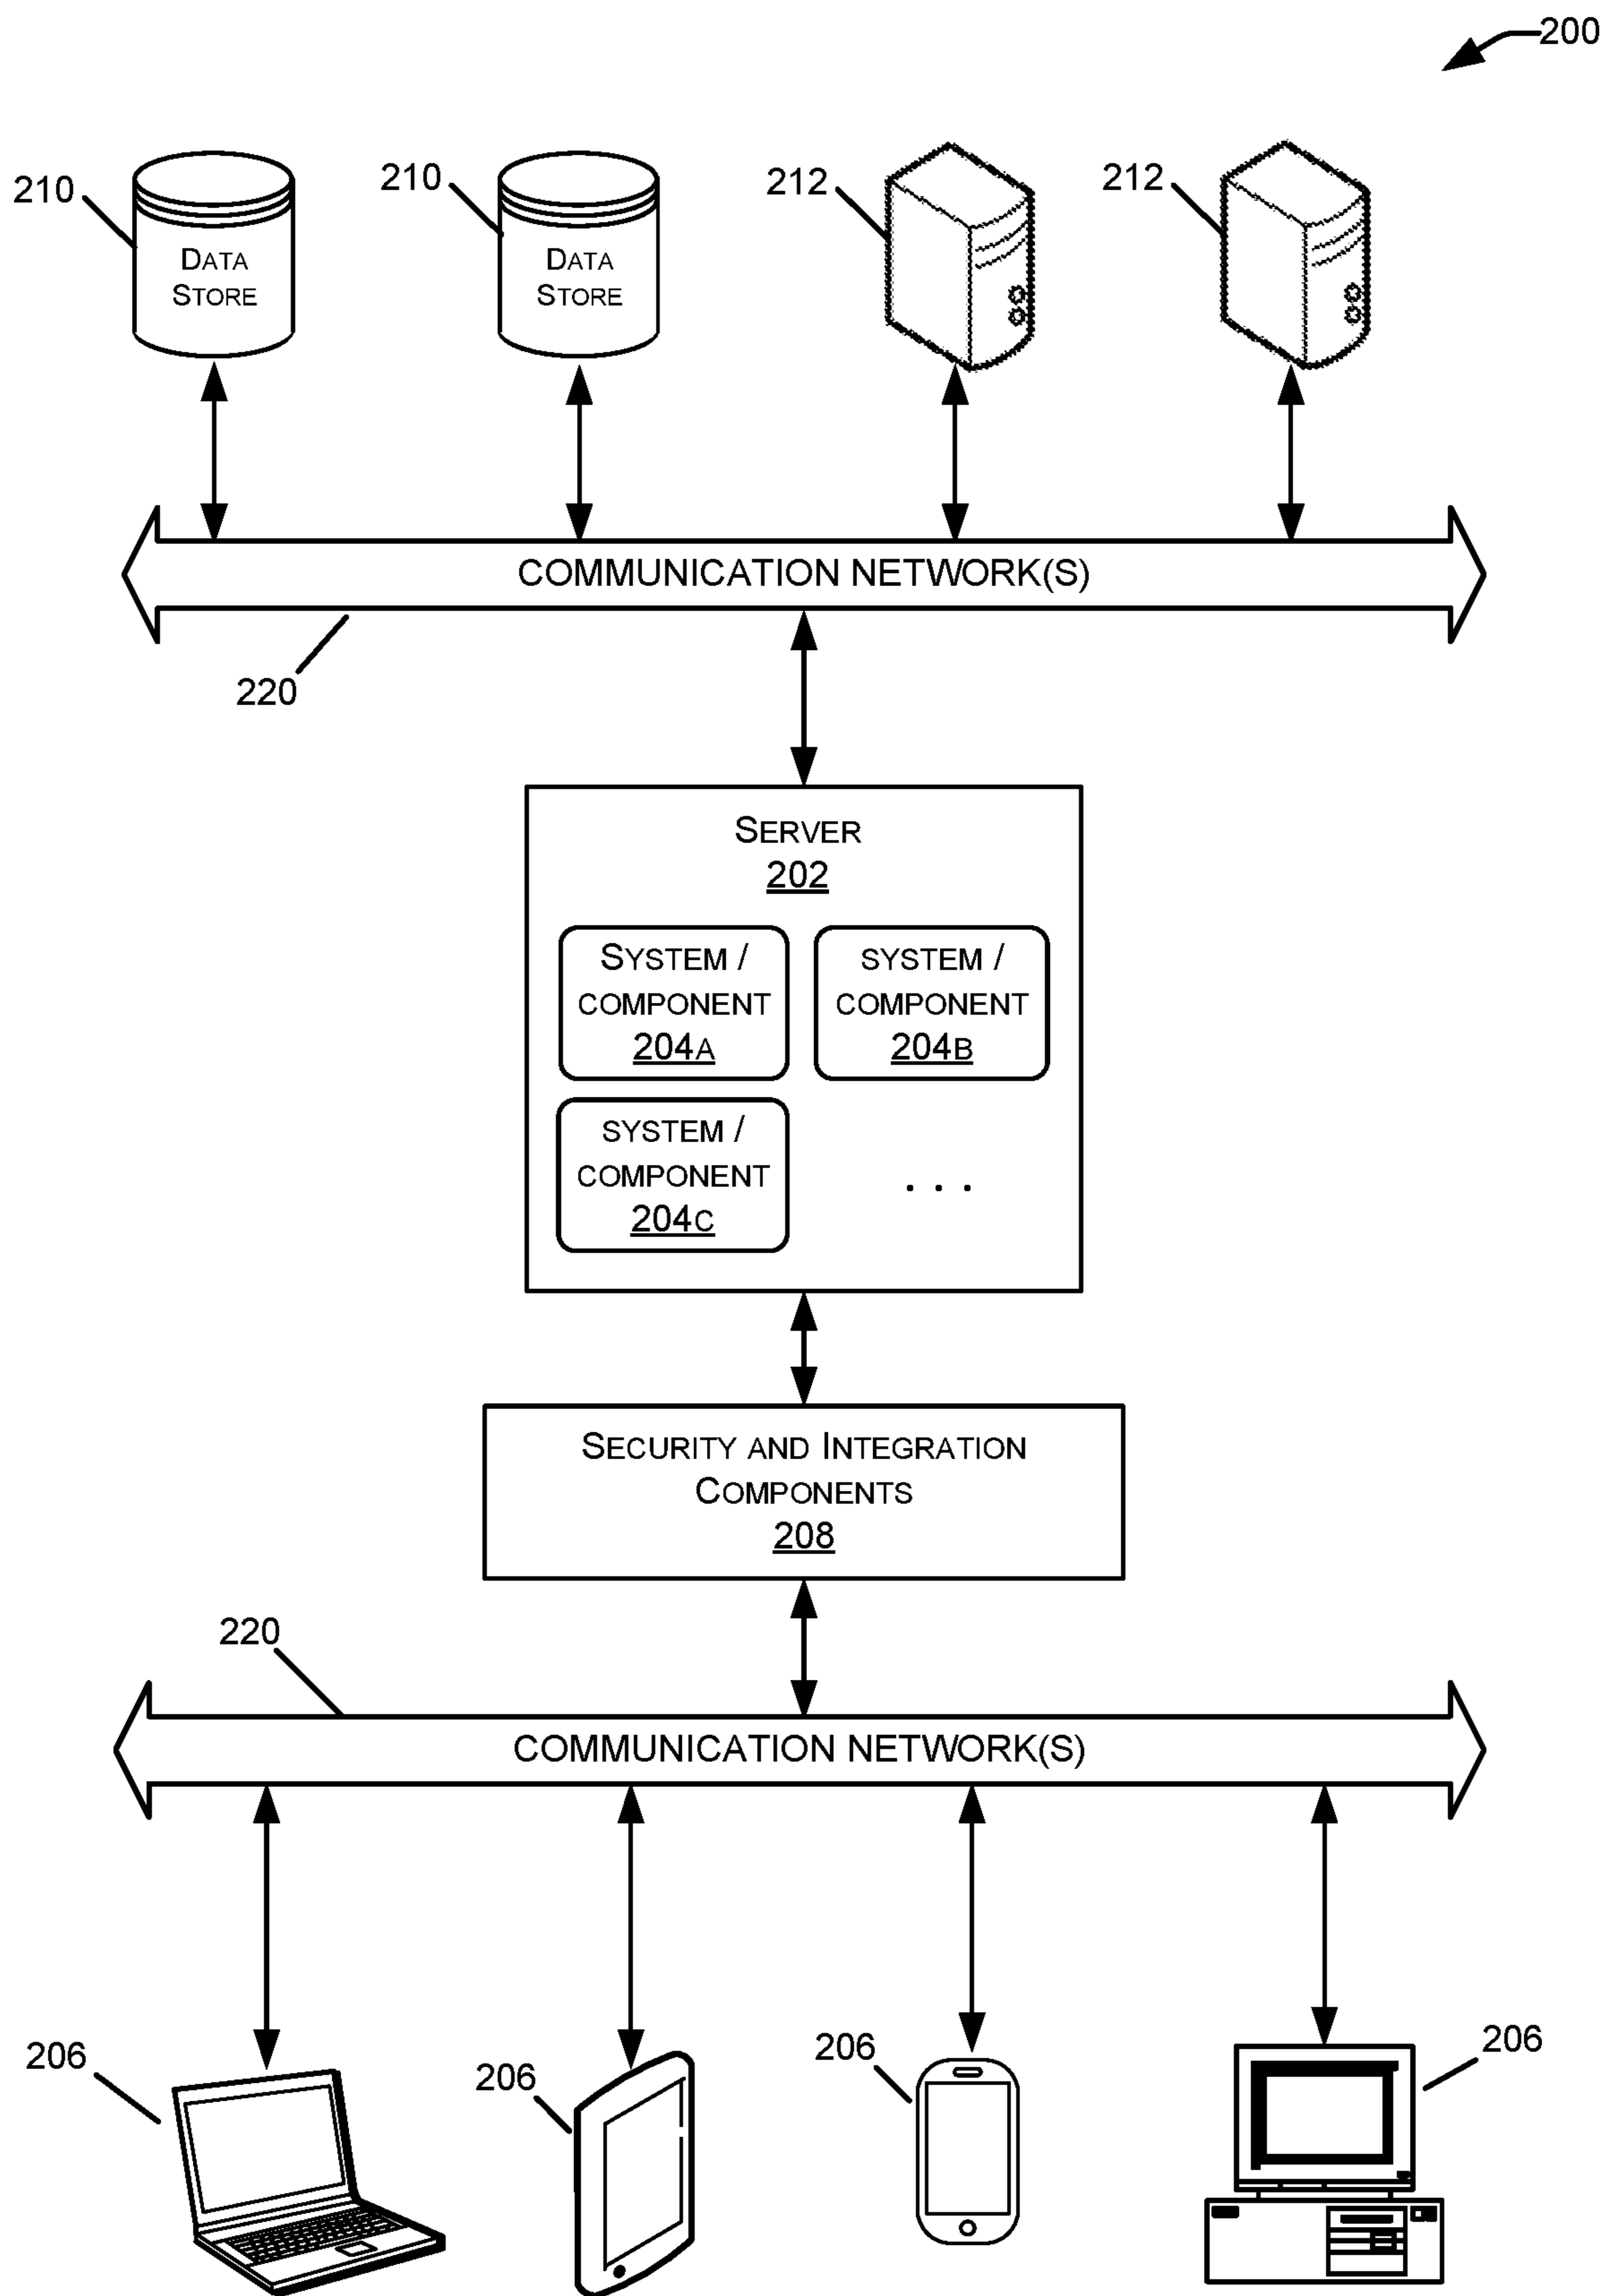 200
210
210
212
212
DATA
STORE
DATA
STORE
COMMUNICATION NETWORK(S)
220
SERVER
202
SYSTEM /
COMPONENT
204A
SYSTEM /
COMPONENT
204B
SYSTEM /
COMPONENT
204C
. . .
SECURITY AND INTEGRATION
COMPONENTS
208
220
COMMUNICATION NETWORK(S)
206
206
206
206